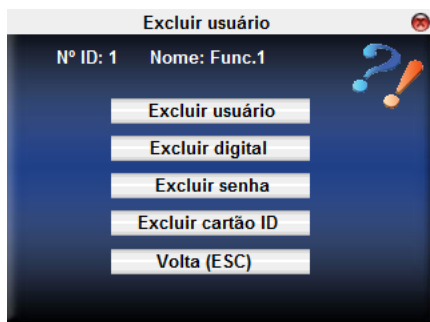 Excluir usuário
Nº ID: 1 Nome: Func.1
Excluir usuário
Excluir digital
Excluir senha
Excluir cartão ID
Volta (ESC)